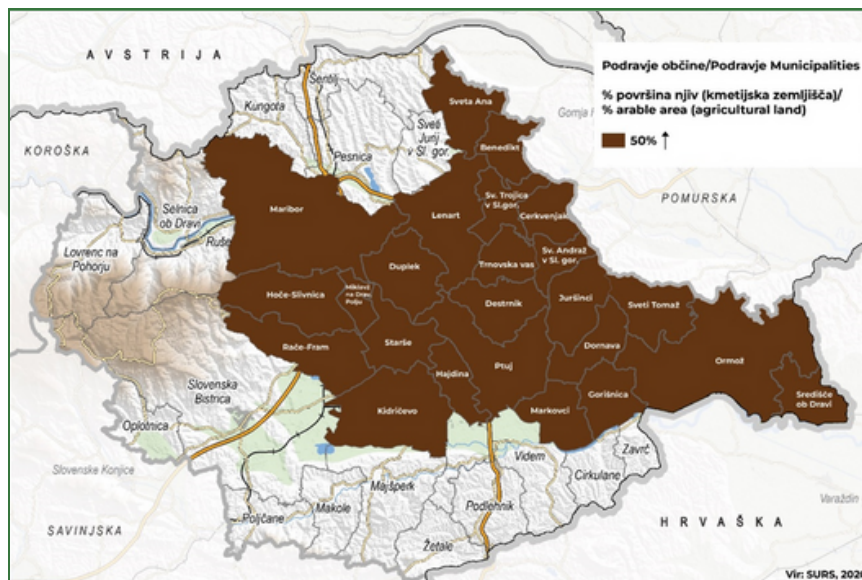 AVSTRIJA
Podravje občine/Podravje Municipalities
% površina njiv (kmetijska zemljišča)/
% arable area (agricultural land)
50% ↑
Šentilj
Kungota
Sveta Ana
Sveti
Jurij
v Sl. gor.
Gornja
Benedikt
Pesnica
KOROŠKA
POMURSKA
Selnica
ob Dravi
Ruše
Maribor
Lenart
Sv. Trojica
v Sl.gor.
Cerkvenjak
Lovrenc na
Pohorju
Duplek
Trnovska vas
Sv. Andraž
v Sl. gor.
Hoče-Slivnica
Miklavž
na Drav.
Polju
Destrnik
Juršinci
Sveti Tomaž
Rače-Fram
Starše
Dornava
Ormož
Hajdina
Ptuj
Slovenska
Bistrica
Gorišnica
Središče
ob Dravi
Kidričevo
Markovci
Oplotnica
Videm
Zavrč
Cirkulane
Slovenske Konjice
Majšperk
Makole
Poljčane
Podlehnik
Žetale
Varaždin
SAVINJSKA
HRVAŠKA